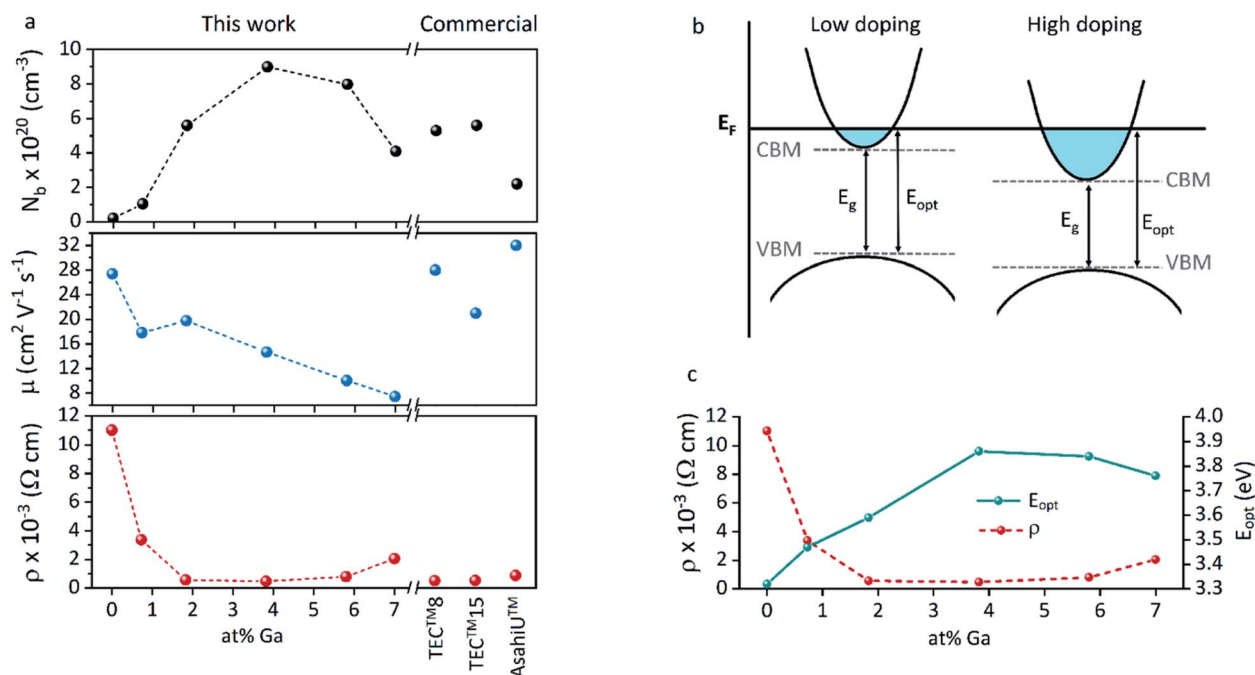 a
This work
Commercial
N_b x 10^20 (cm^-3)
10
8
6
4
2
0
μ (cm^2 V^-1 s^-1)
32
28
24
20
16
12
8
ρ x 10^-3 (Ω cm)
12
10
8
6
4
2
0
0 1 2 3 4 5 6 7
at% Ga
TEC™8
TEC™15
AsahiU™
b
Low doping
High doping
E_F
CBM
E_g
E_opt
VBM
CBM
E_g
E_opt
VBM
c
ρ x 10^-3 (Ω cm)
12
10
8
6
4
2
0
E_opt
ρ
4.0
3.9
3.8
3.7
3.6
3.5
3.4
3.3
E_opt (eV)
0 1 2 3 4 5 6 7
at% Ga